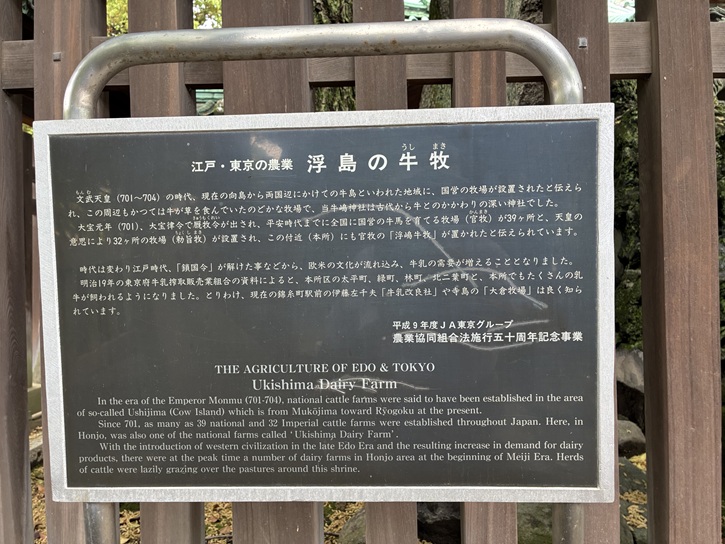 江戸・東京の農業 浮島の牛牧
うし まき
もんむ
文武天皇（701〜704）の時代、現在の向島から両国辺にかけての牛島といわれた地域に、国営の牧場が設置されたと伝えら
れ、この周辺もかつては牛が草を食んでいたのどかな牧場で、当牛嶋神社は古代から牛とのかかわりの深い神社でした。
きゅうもくれい かんまき
大宝元年（701）、大宝律令で厩牧令が出され、平安時代までに全国に国営の牛馬を育てる牧場（官牧）が39ヶ所と、天皇の
ちょくしまき
意思により32ヶ所の牧場（勅旨牧）が設置され、この付近（本所）にも官牧の「浮嶋牛牧」が置かれたと伝えられています。
時代は変わり江戸時代、「鎖国令」が解けた事などから、欧米の文化が流れ込み、牛乳の需要が増えることとなりました。
明治19年の東京府牛乳搾取販売業組合の資料によると、本所区の太平町、緑町、林町、北二葉町と、本所でもたくさんの乳
牛が飼われるようになりました。とりわけ、現在の錦糸町駅前の伊藤左千夫「牛乳改良社」や寺島の「大倉牧場」は良く知ら
れています。
平成9年度JA東京グループ
農業協同組合法施行五十周年記念事業
THE AGRICULTURE OF EDO & TOKYO
Ukishima Dairy Farm
In the era of the Emperor Monmu (701-704), national cattle farms were said to have been established in the area
of so-called Ushijima (Cow Island) which is from Mukōjima toward Ryōgoku at the present.
Since 701, as many as 39 national and 32 Imperial cattle farms were established throughout Japan. Here, in
Honjo, was also one of the national farms called ‘Ukishima Dairy Farm’.
With the introduction of western civilization in the late Edo Era and the resulting increase in demand for dairy
products, there were at the peak time a number of dairy farms in Honjo area at the beginning of Meiji Era. Herds
of cattle were lazily grazing over the pastures around this shrine.